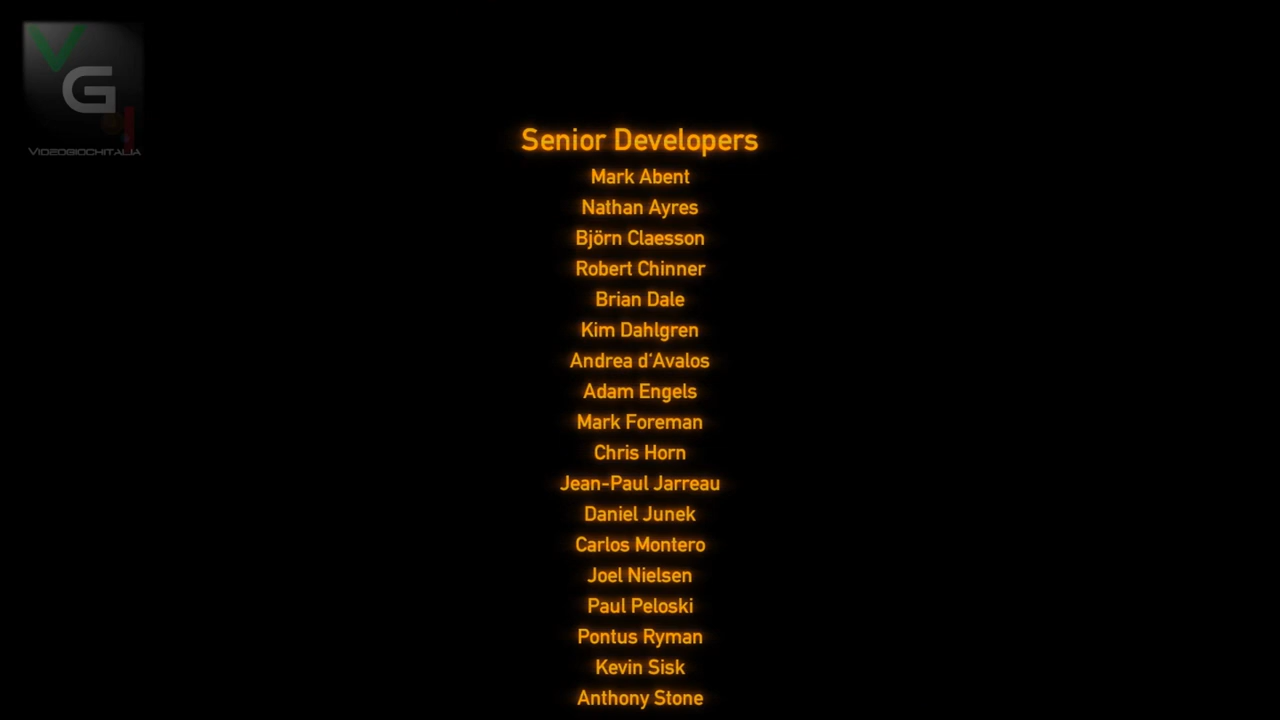 VG
VIDEOGIOCHITALIA
Senior Developers
Mark Abent
Nathan Ayres
Björn Claesson
Robert Chinner
Brian Dale
Kim Dahlgren
Andrea d'Avalos
Adam Engels
Mark Foreman
Chris Horn
Jean-Paul Jarreau
Daniel Junek
Carlos Montero
Joel Nielsen
Paul Peloski
Pontus Ryman
Kevin Sisk
Anthony Stone